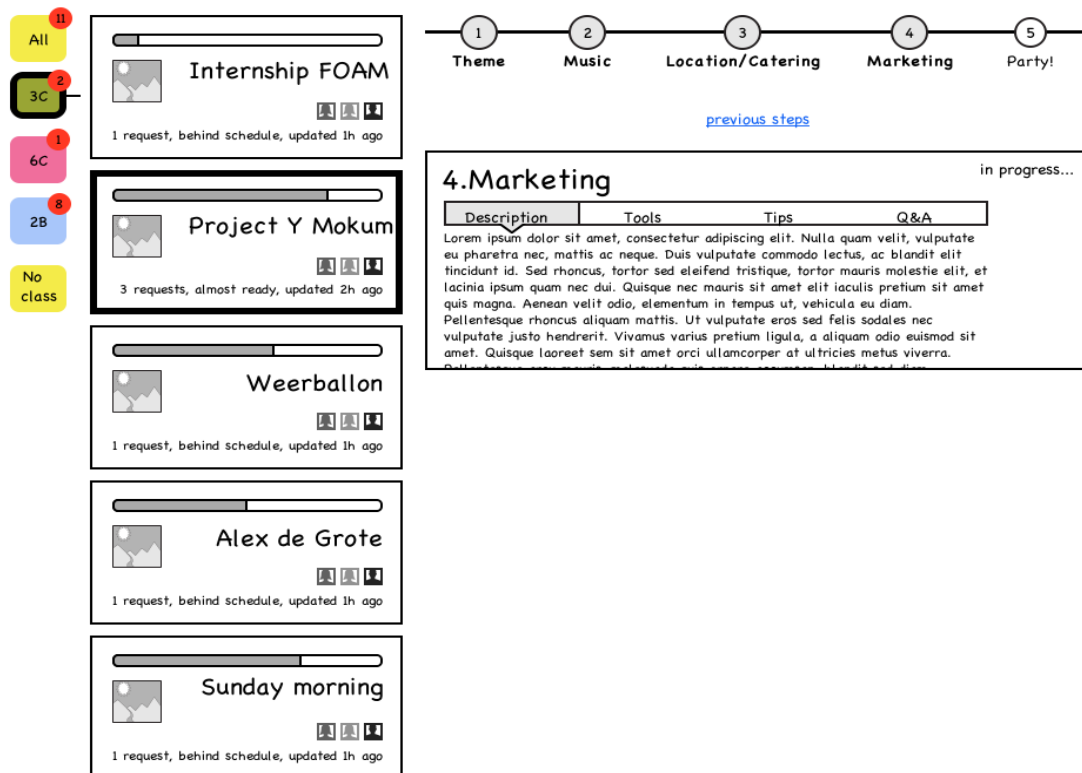 11
All
2
3C
1
6C
8
2B
No
class
Internship FOAM
1 request, behind schedule, updated 1h ago
Project Y Mokum
3 requests, almost ready, updated 2h ago
Weerballon
1 request, behind schedule, updated 1h ago
Alex de Grote
1 request, behind schedule, updated 1h ago
Sunday morning
1 request, behind schedule, updated 1h ago
1 2 3 4 5
Theme Music Location/Catering Marketing Party!
previous steps
in progress...
4.Marketing
Description Tools Tips Q&A
Lorem ipsum dolor sit amet, consectetur adipiscing elit. Nulla quam velit, vulputate
eu pharetra nec, mattis ac neque. Duis vulputate commodo lectus, ac blandit elit
tincidunt id. Sed rhoncus, tortor sed eleifend tristique, tortor mauris molestie elit, et
lacinia ipsum quam nec dui. Quisque nec mauris sit amet elit iaculis pretium sit amet
quis magna. Aenean velit odio, elementum in tempus ut, vehicula eu diam.
Pellentesque rhoncus aliquam mattis. Ut vulputate eros sed felis sodales nec
vulputate justo hendrerit. Vivamus varius pretium ligula, a aliquam odio euismod sit
amet. Quisque laoreet sem sit amet orci ullamcorper at ultricies metus viverra.